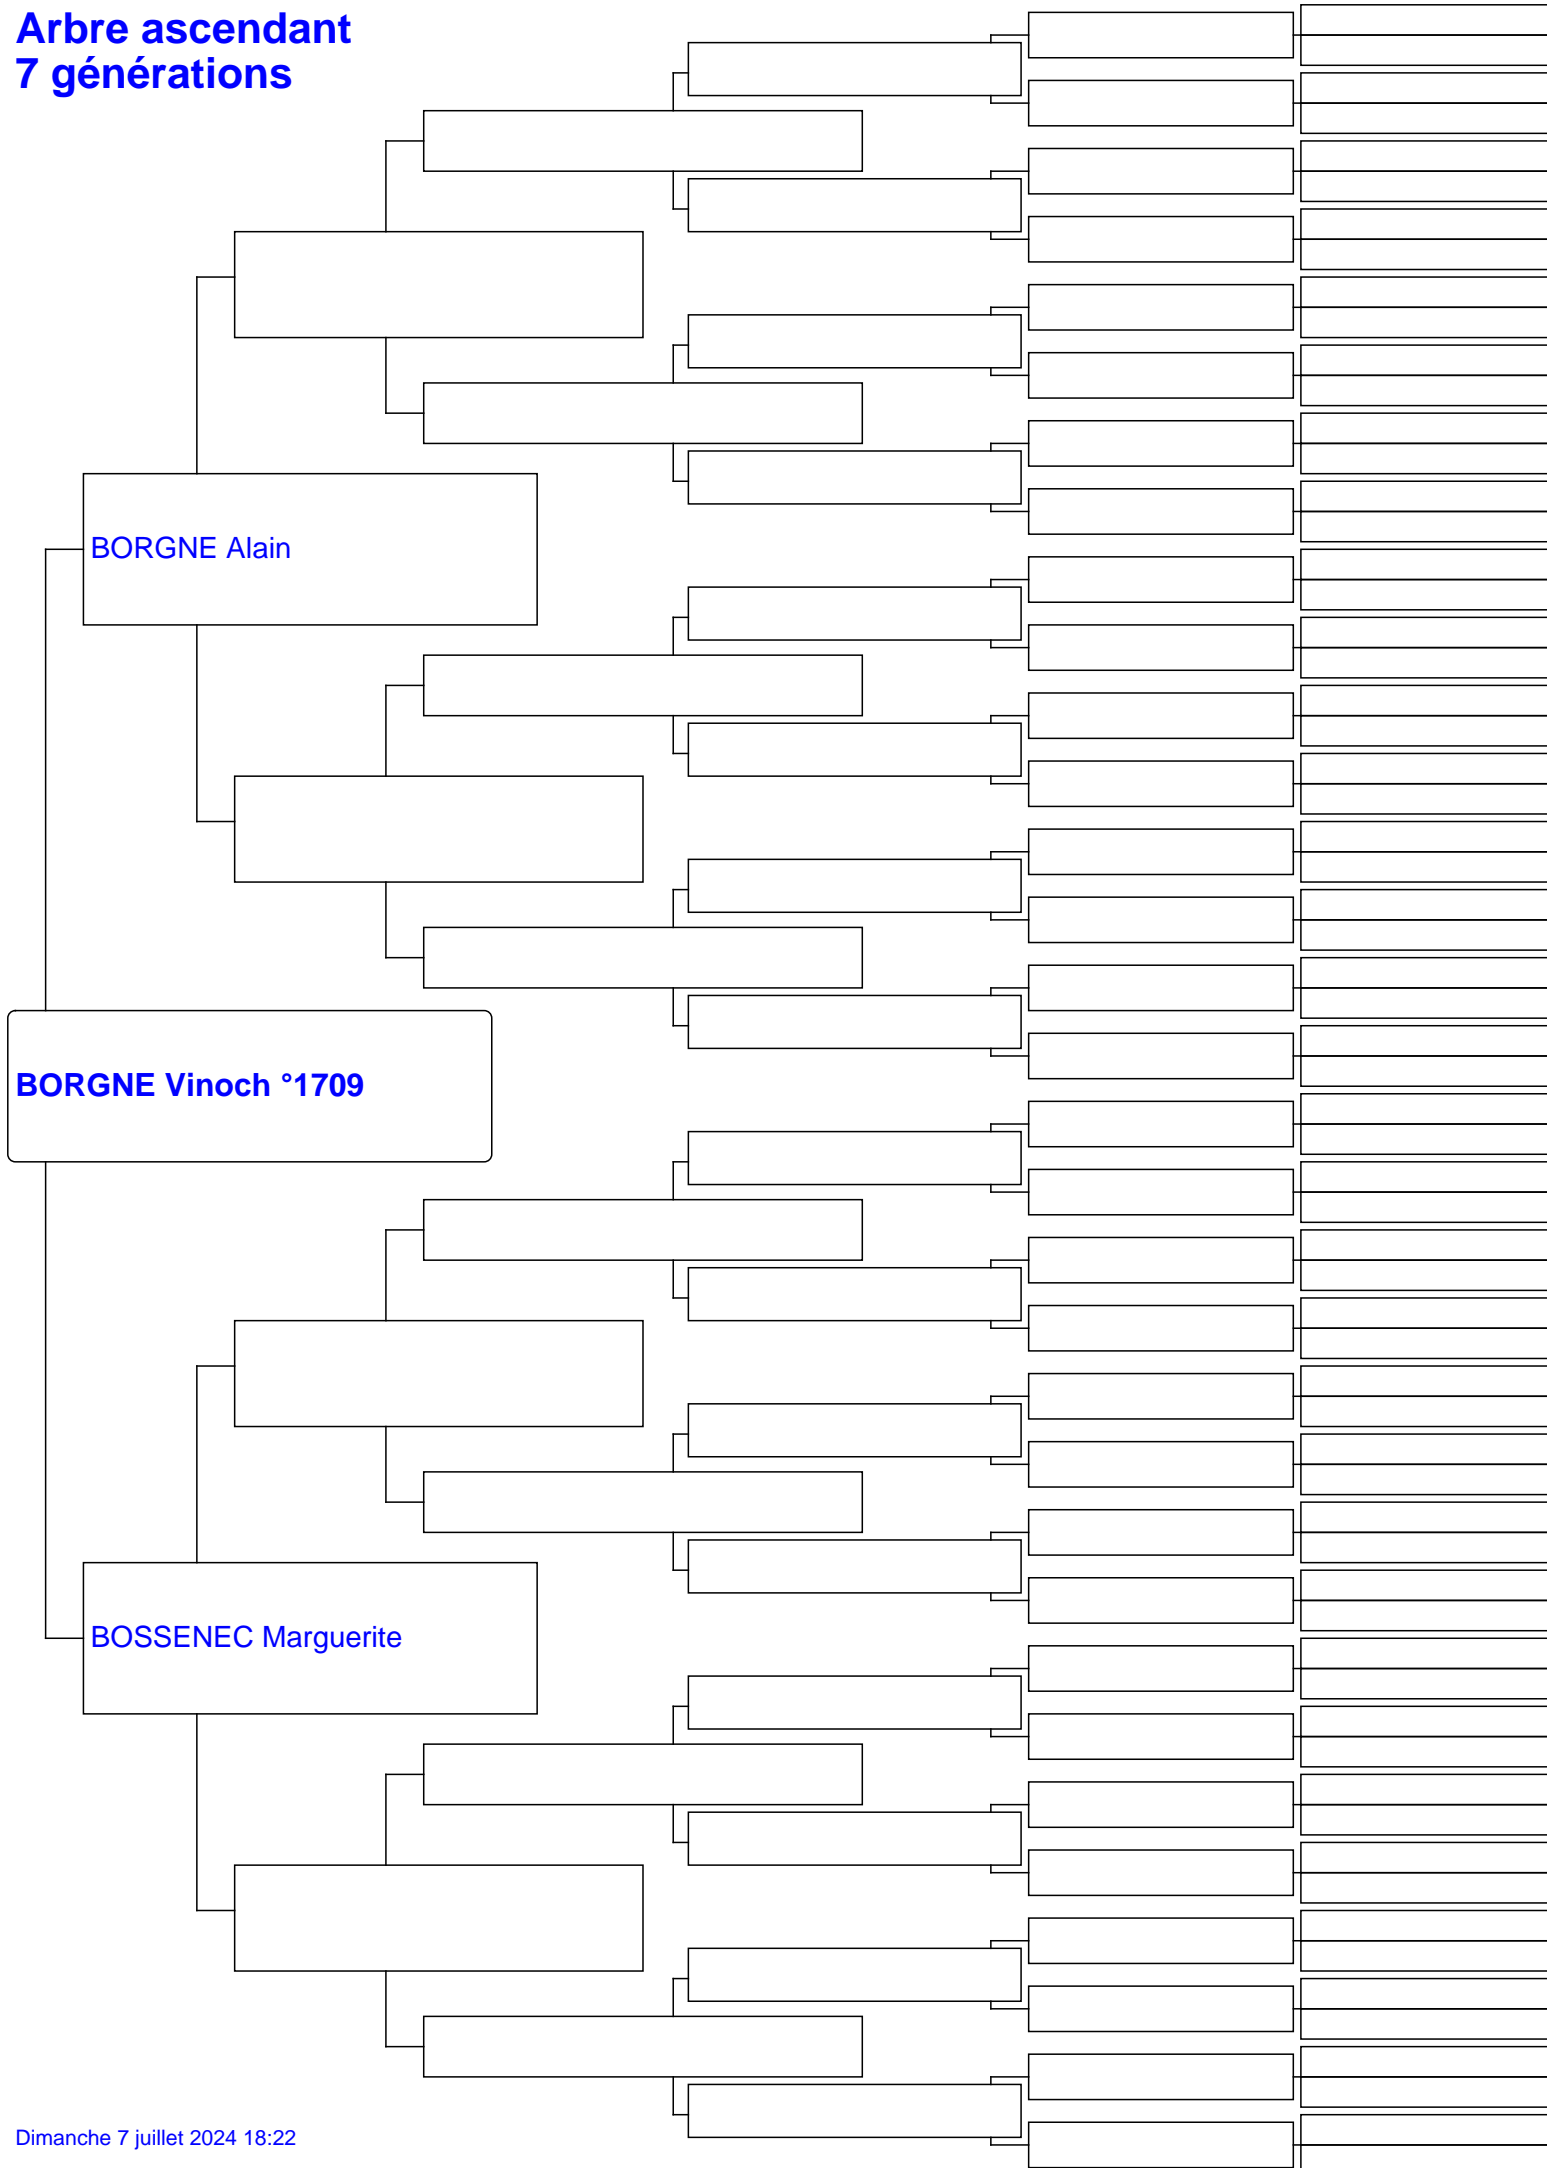 Arbre ascendant
7 générations
BORGNE Alain
BORGNE Vinoch °1709
BOSSENEC Marguerite
Dimanche 7 juillet 2024 18:22